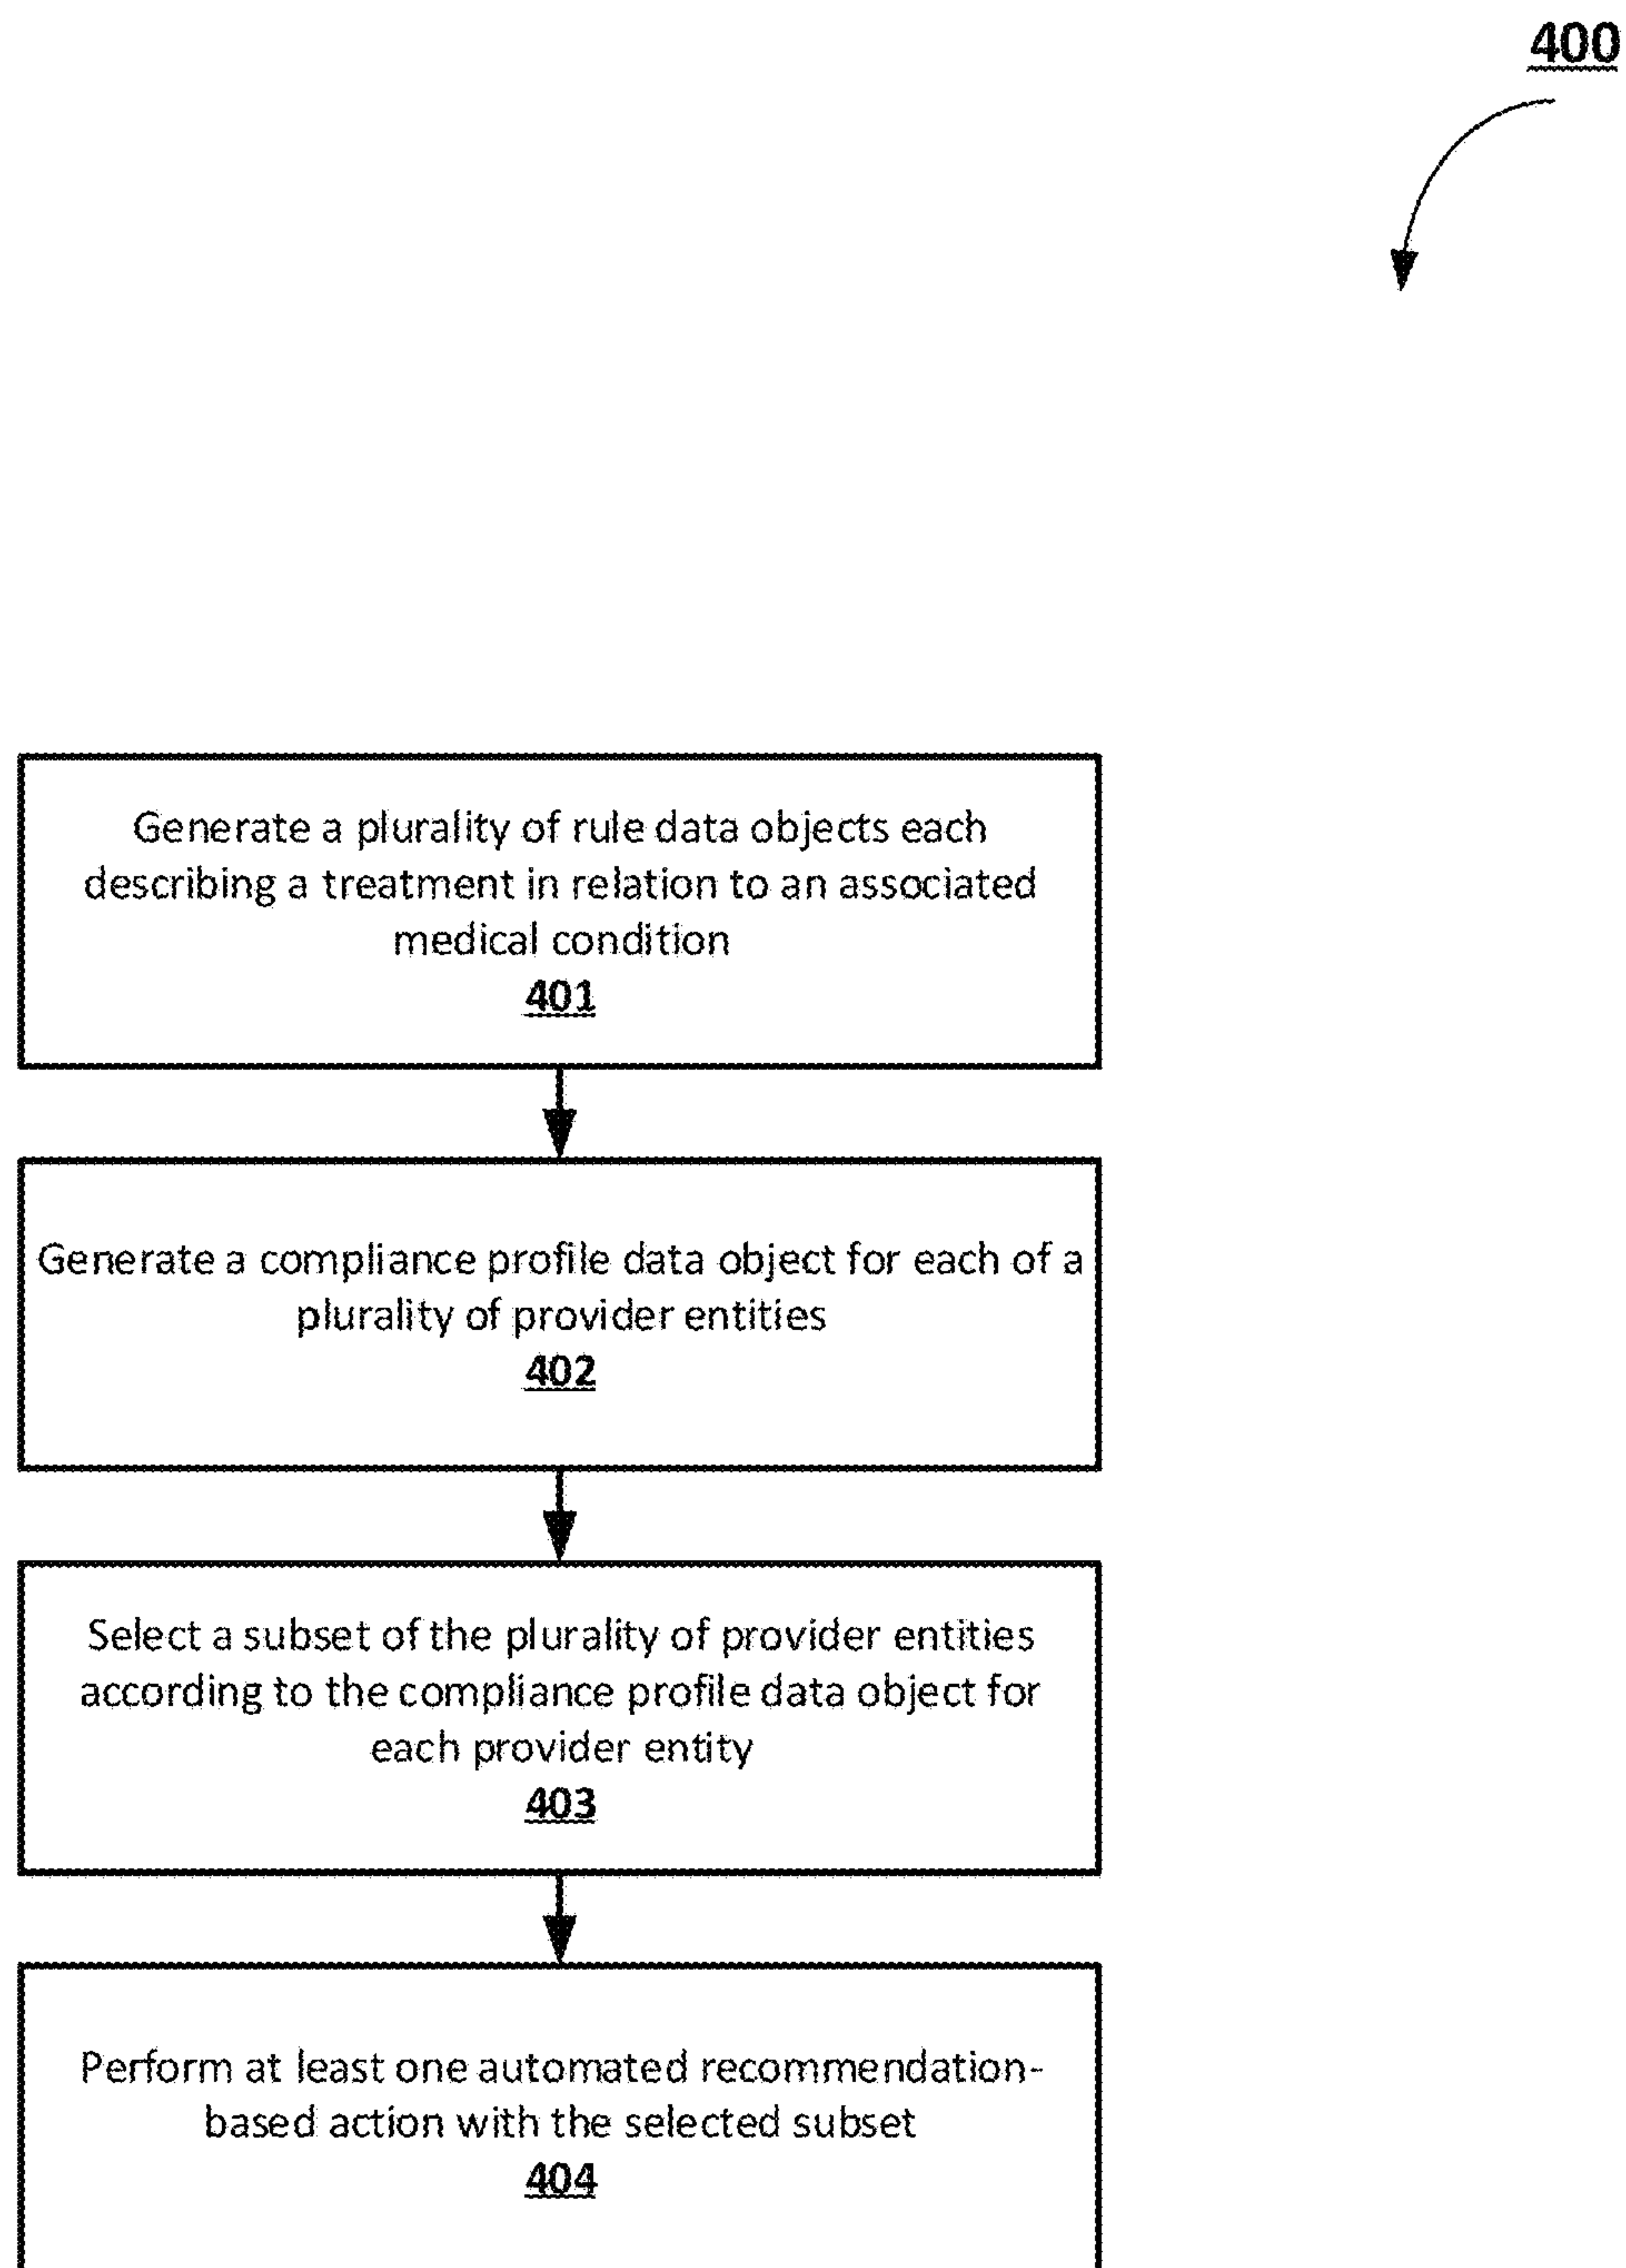 400
Generate a plurality of rule data objects each
describing a treatment in relation to an associated
medical condition
401
Generate a compliance profile data object for each of a
plurality of provider entities
402
Select a subset of the plurality of provider entities
according to the compliance profile data object for
each provider entity
403
Perform at least one automated recommendation-
based action with the selected subset
404